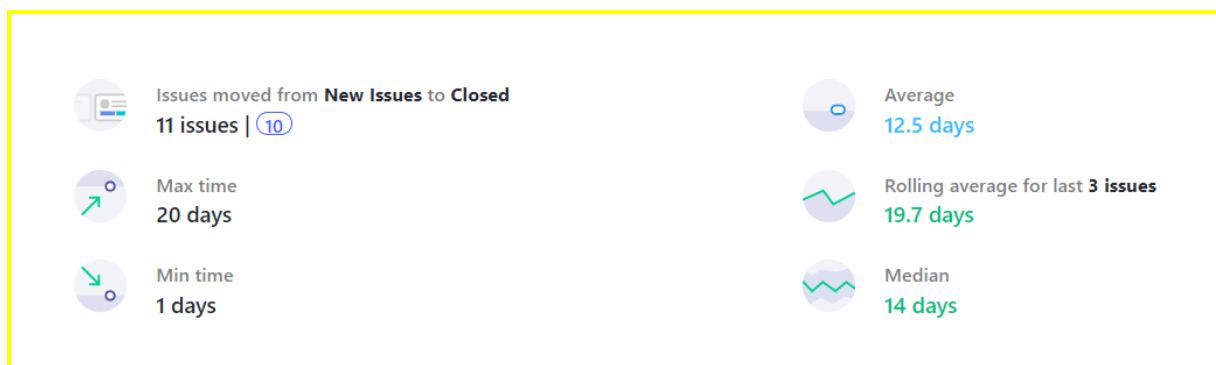 Issues moved from New Issues to Closed
11 issues | 10
Max time
20 days
Min time
1 days
Average
12.5 days
Rolling average for last 3 issues
19.7 days
Median
14 days